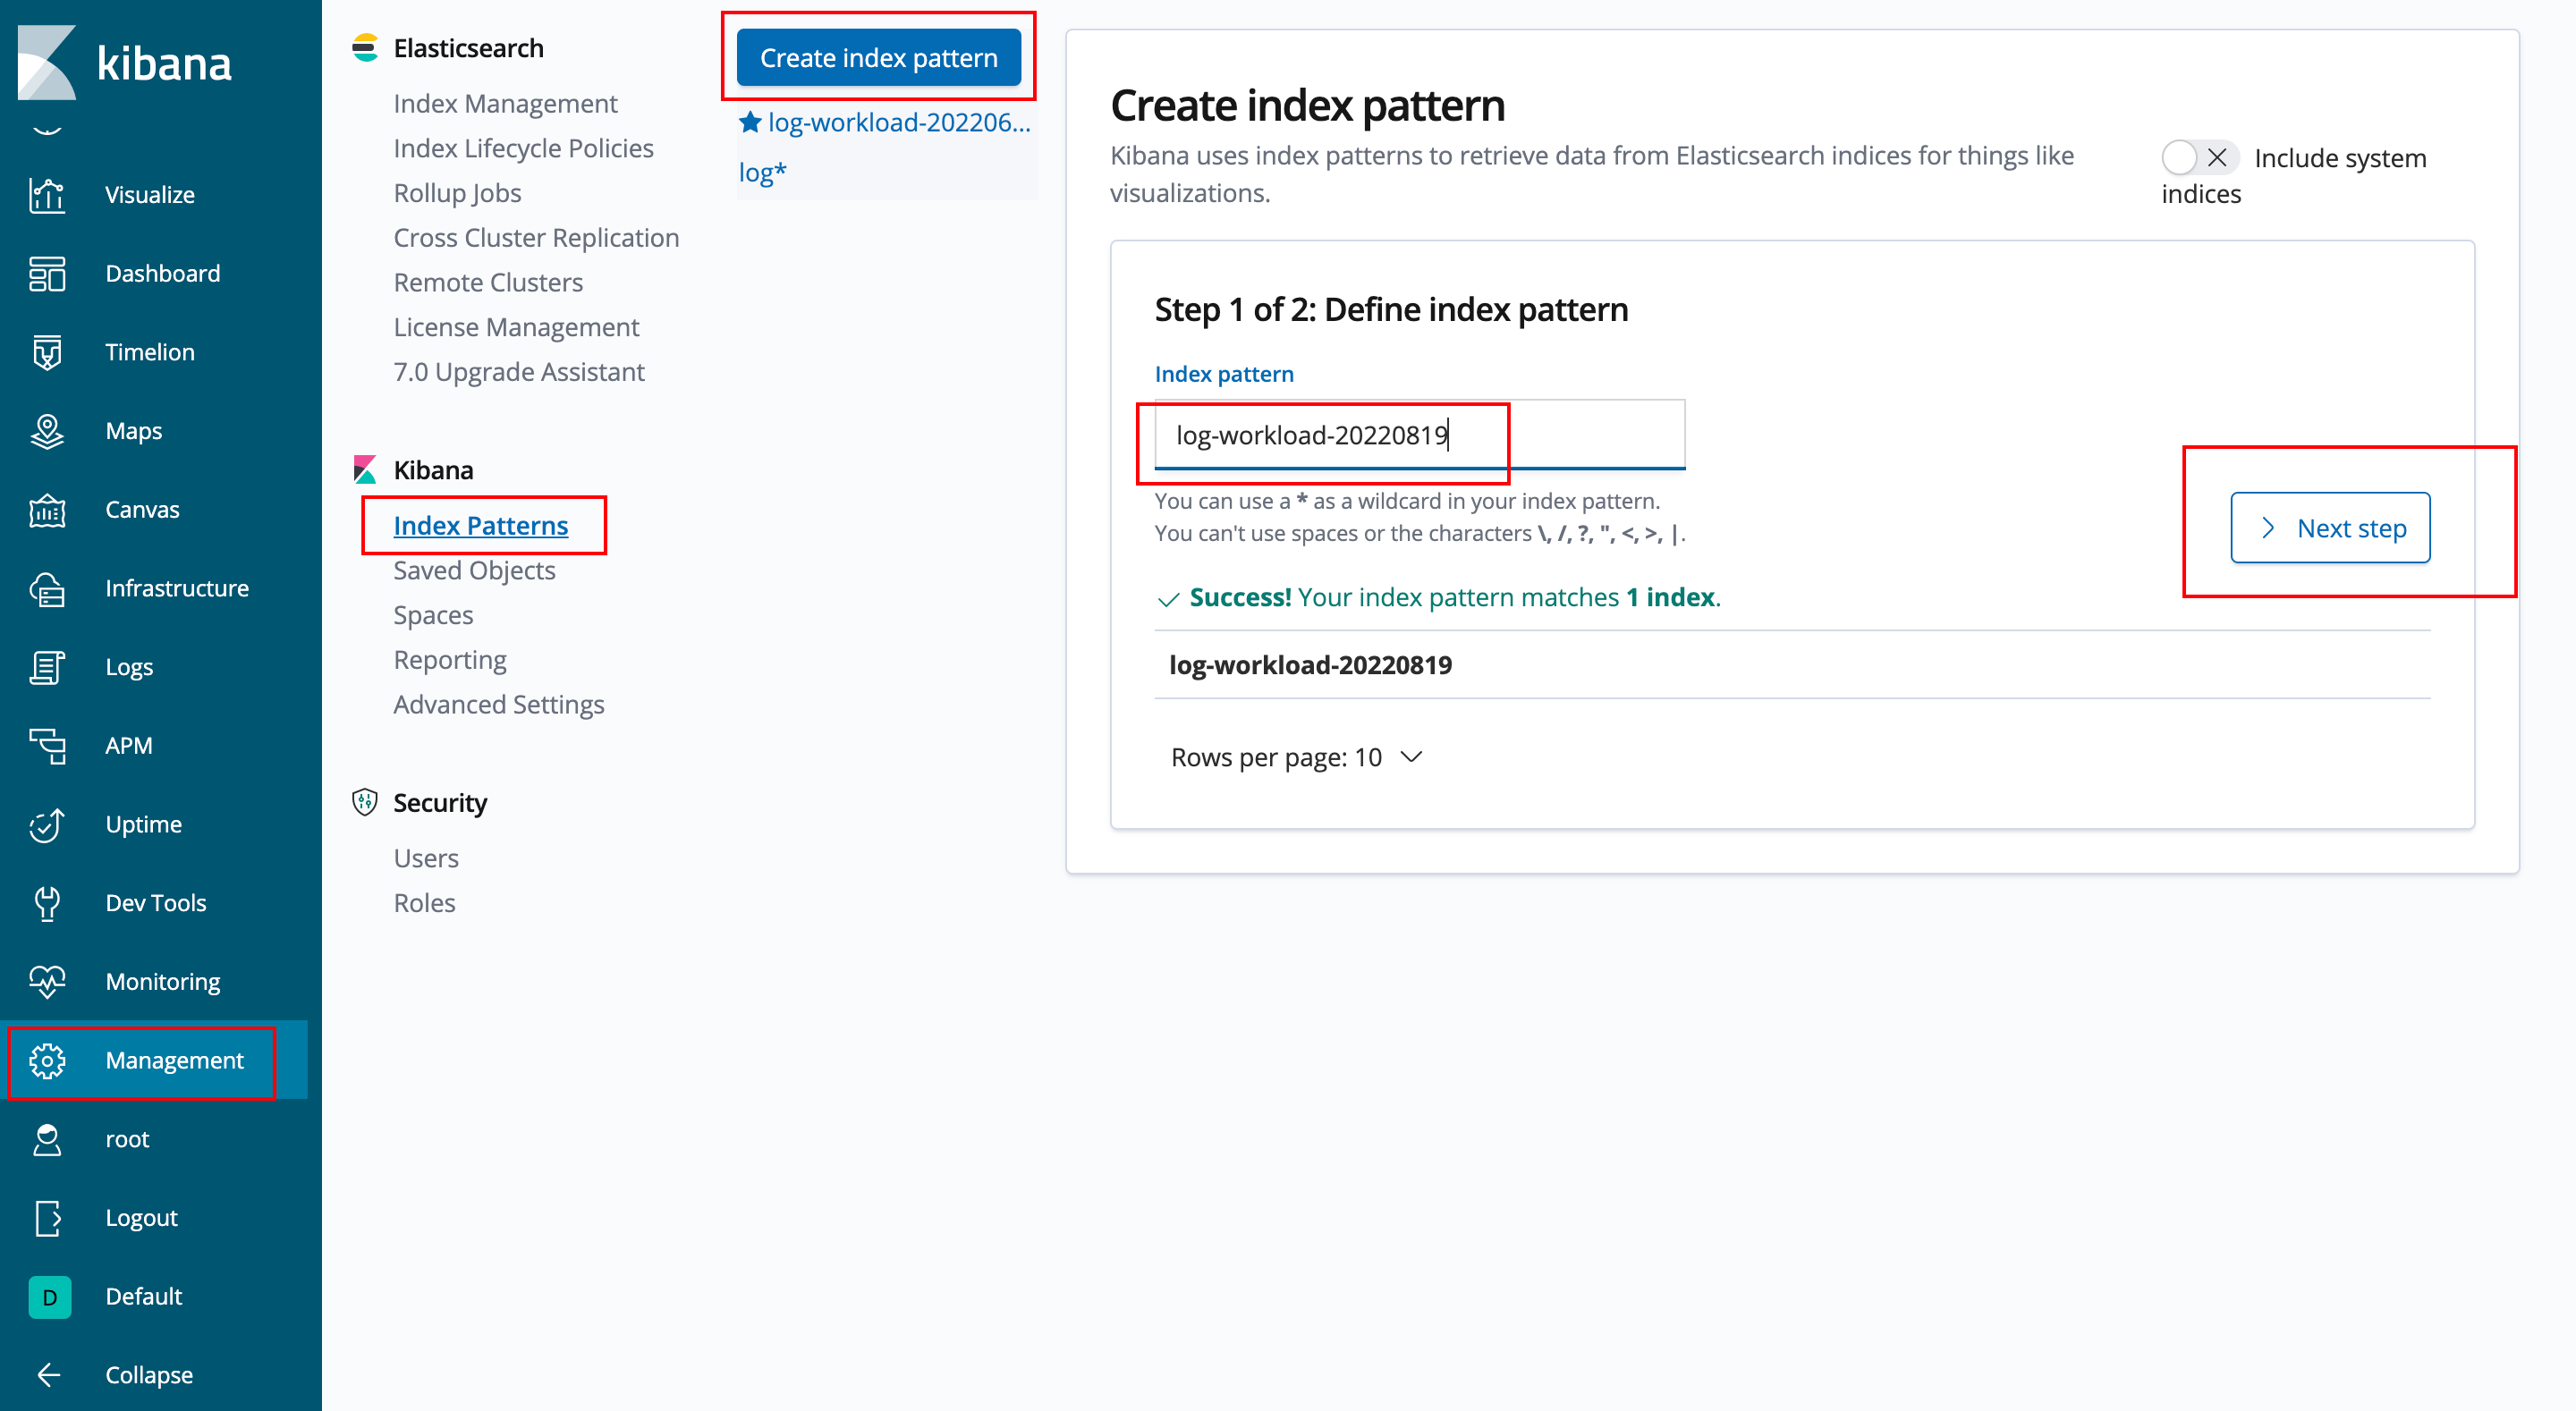 kibana
Visualize
Dashboard
Timelion
Maps
Canvas
Infrastructure
Logs
APM
Uptime
Dev Tools
Monitoring
Management
root
Logout
D Default
Collapse
Elasticsearch
Index Management
Index Lifecycle Policies
Rollup Jobs
Cross Cluster Replication
Remote Clusters
License Management
7.0 Upgrade Assistant
Kibana
Index Patterns
Saved Objects
Spaces
Reporting
Advanced Settings
Security
Users
Roles
Create index pattern
log-workload-202206...
log*
Create index pattern
Kibana uses index patterns to retrieve data from Elasticsearch indices for things like
visualizations.
Include system
indices
Step 1 of 2: Define index pattern
Index pattern
log-workload-20220819
You can use a * as a wildcard in your index pattern.
You can't use spaces or the characters \, /, ?, ", <, >, |.
Next step
Success! Your index pattern matches 1 index.
log-workload-20220819
Rows per page: 10